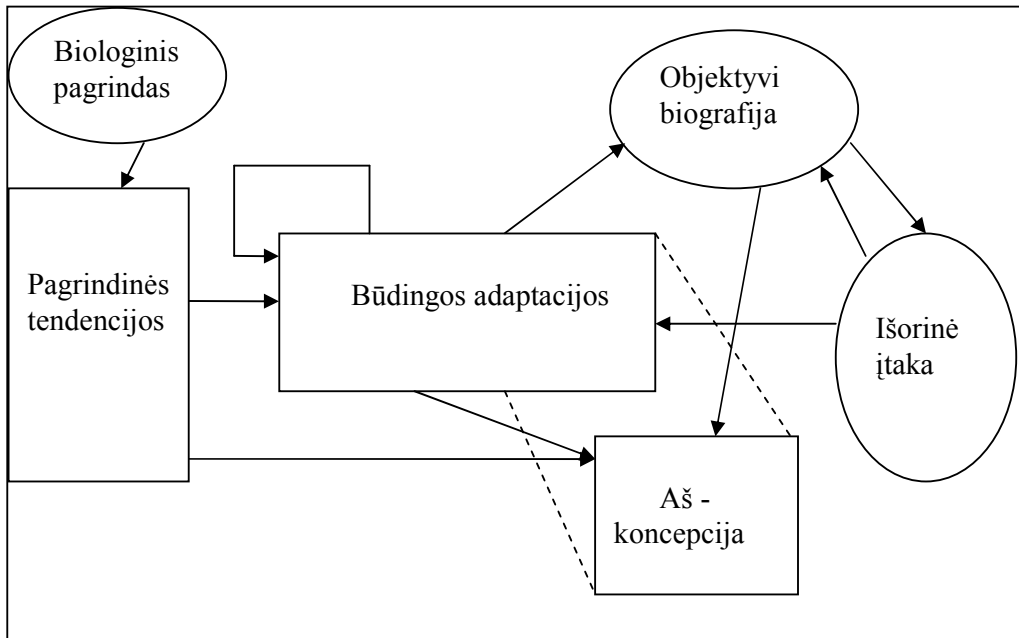 Biologinis
pagrindas
Objektyvi
biografija
Pagrindinės
tendencijos
Būdingos adaptacijos
Išorinė
įtaka
Aš -
koncepcija